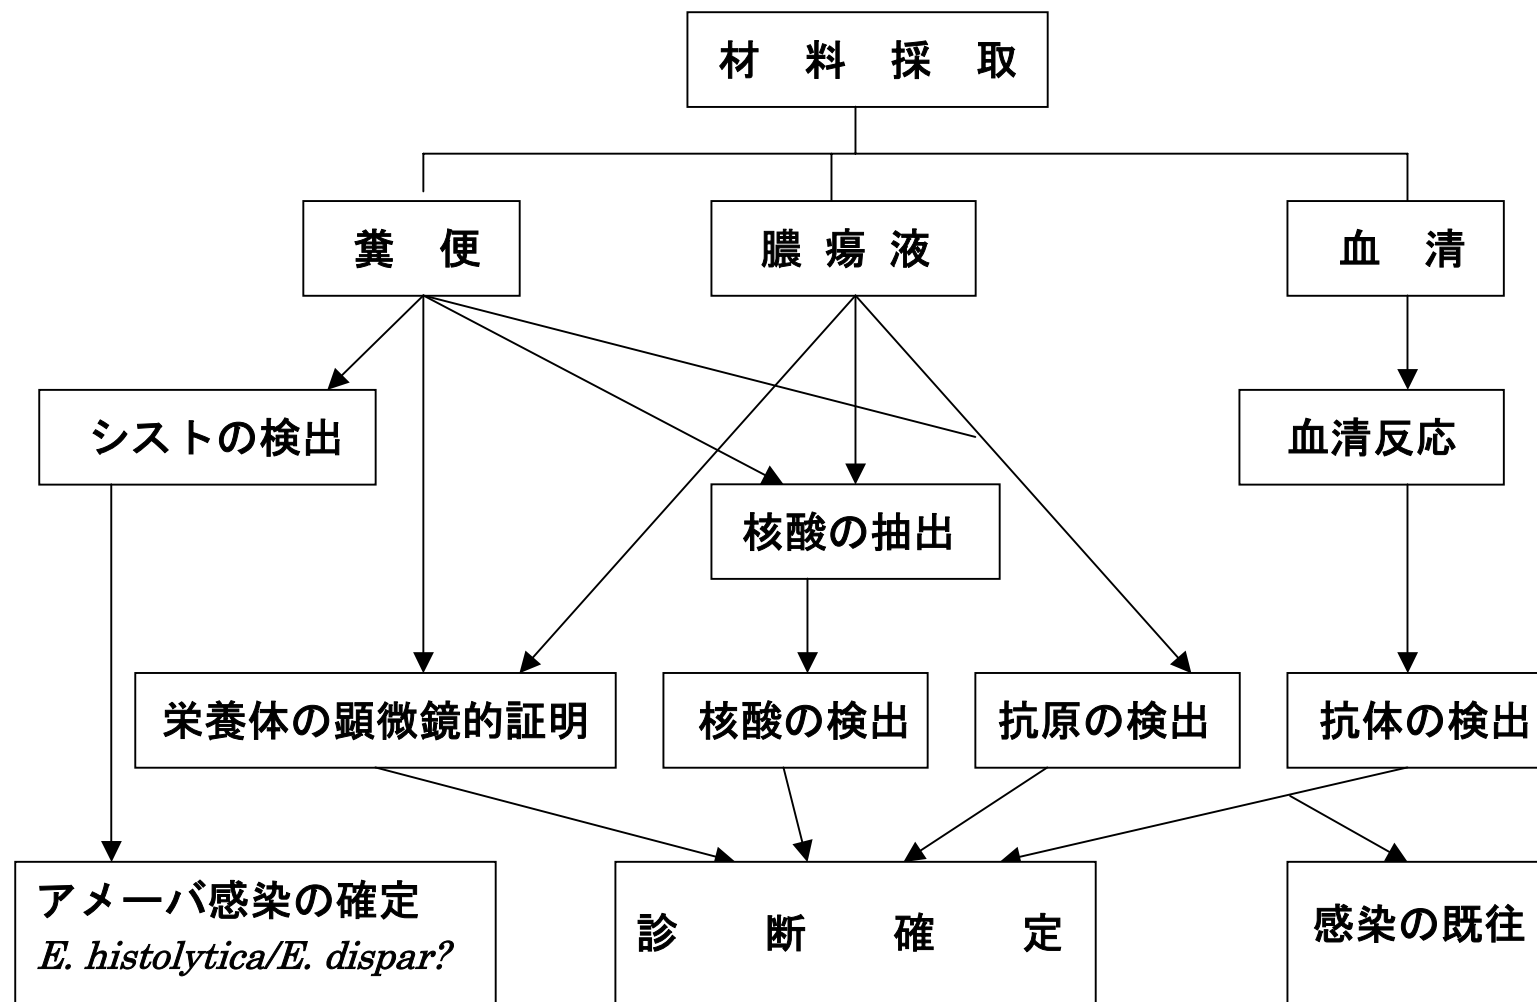 材料採取
糞便
膿瘍液
血清
シストの検出
血清反応
核酸の抽出
栄養体の顕微鏡的証明
核酸の検出
抗原の検出
抗体の検出
アメーバ感染の確定
E. histolytica/E. dispar?
診断確定
感染の既往